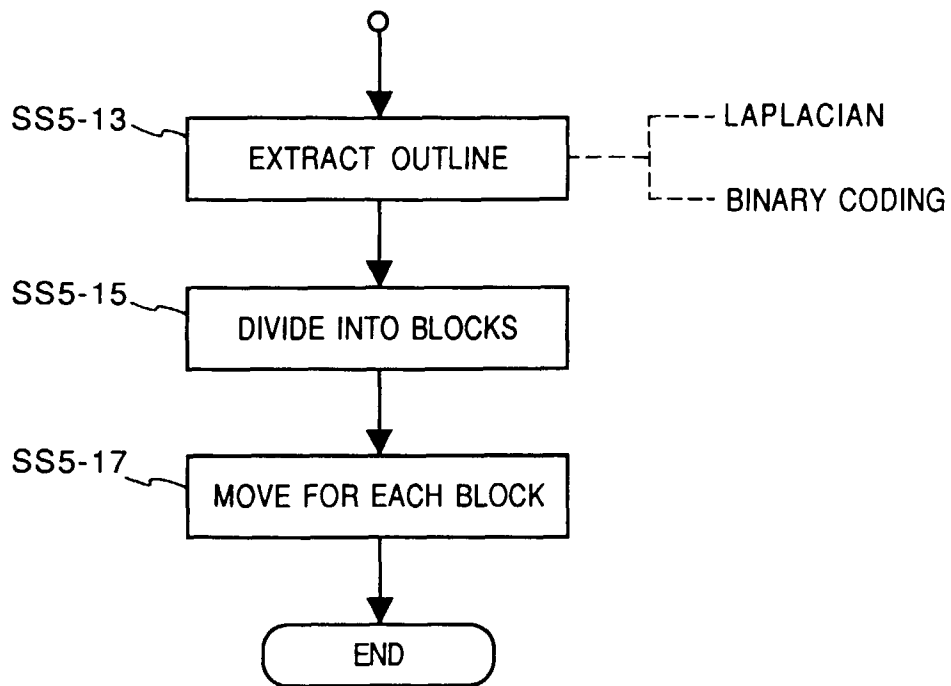 SS5-13
EXTRACT OUTLINE
LAPLACIAN
BINARY CODING
SS5-15
DIVIDE INTO BLOCKS
SS5-17
MOVE FOR EACH BLOCK
END